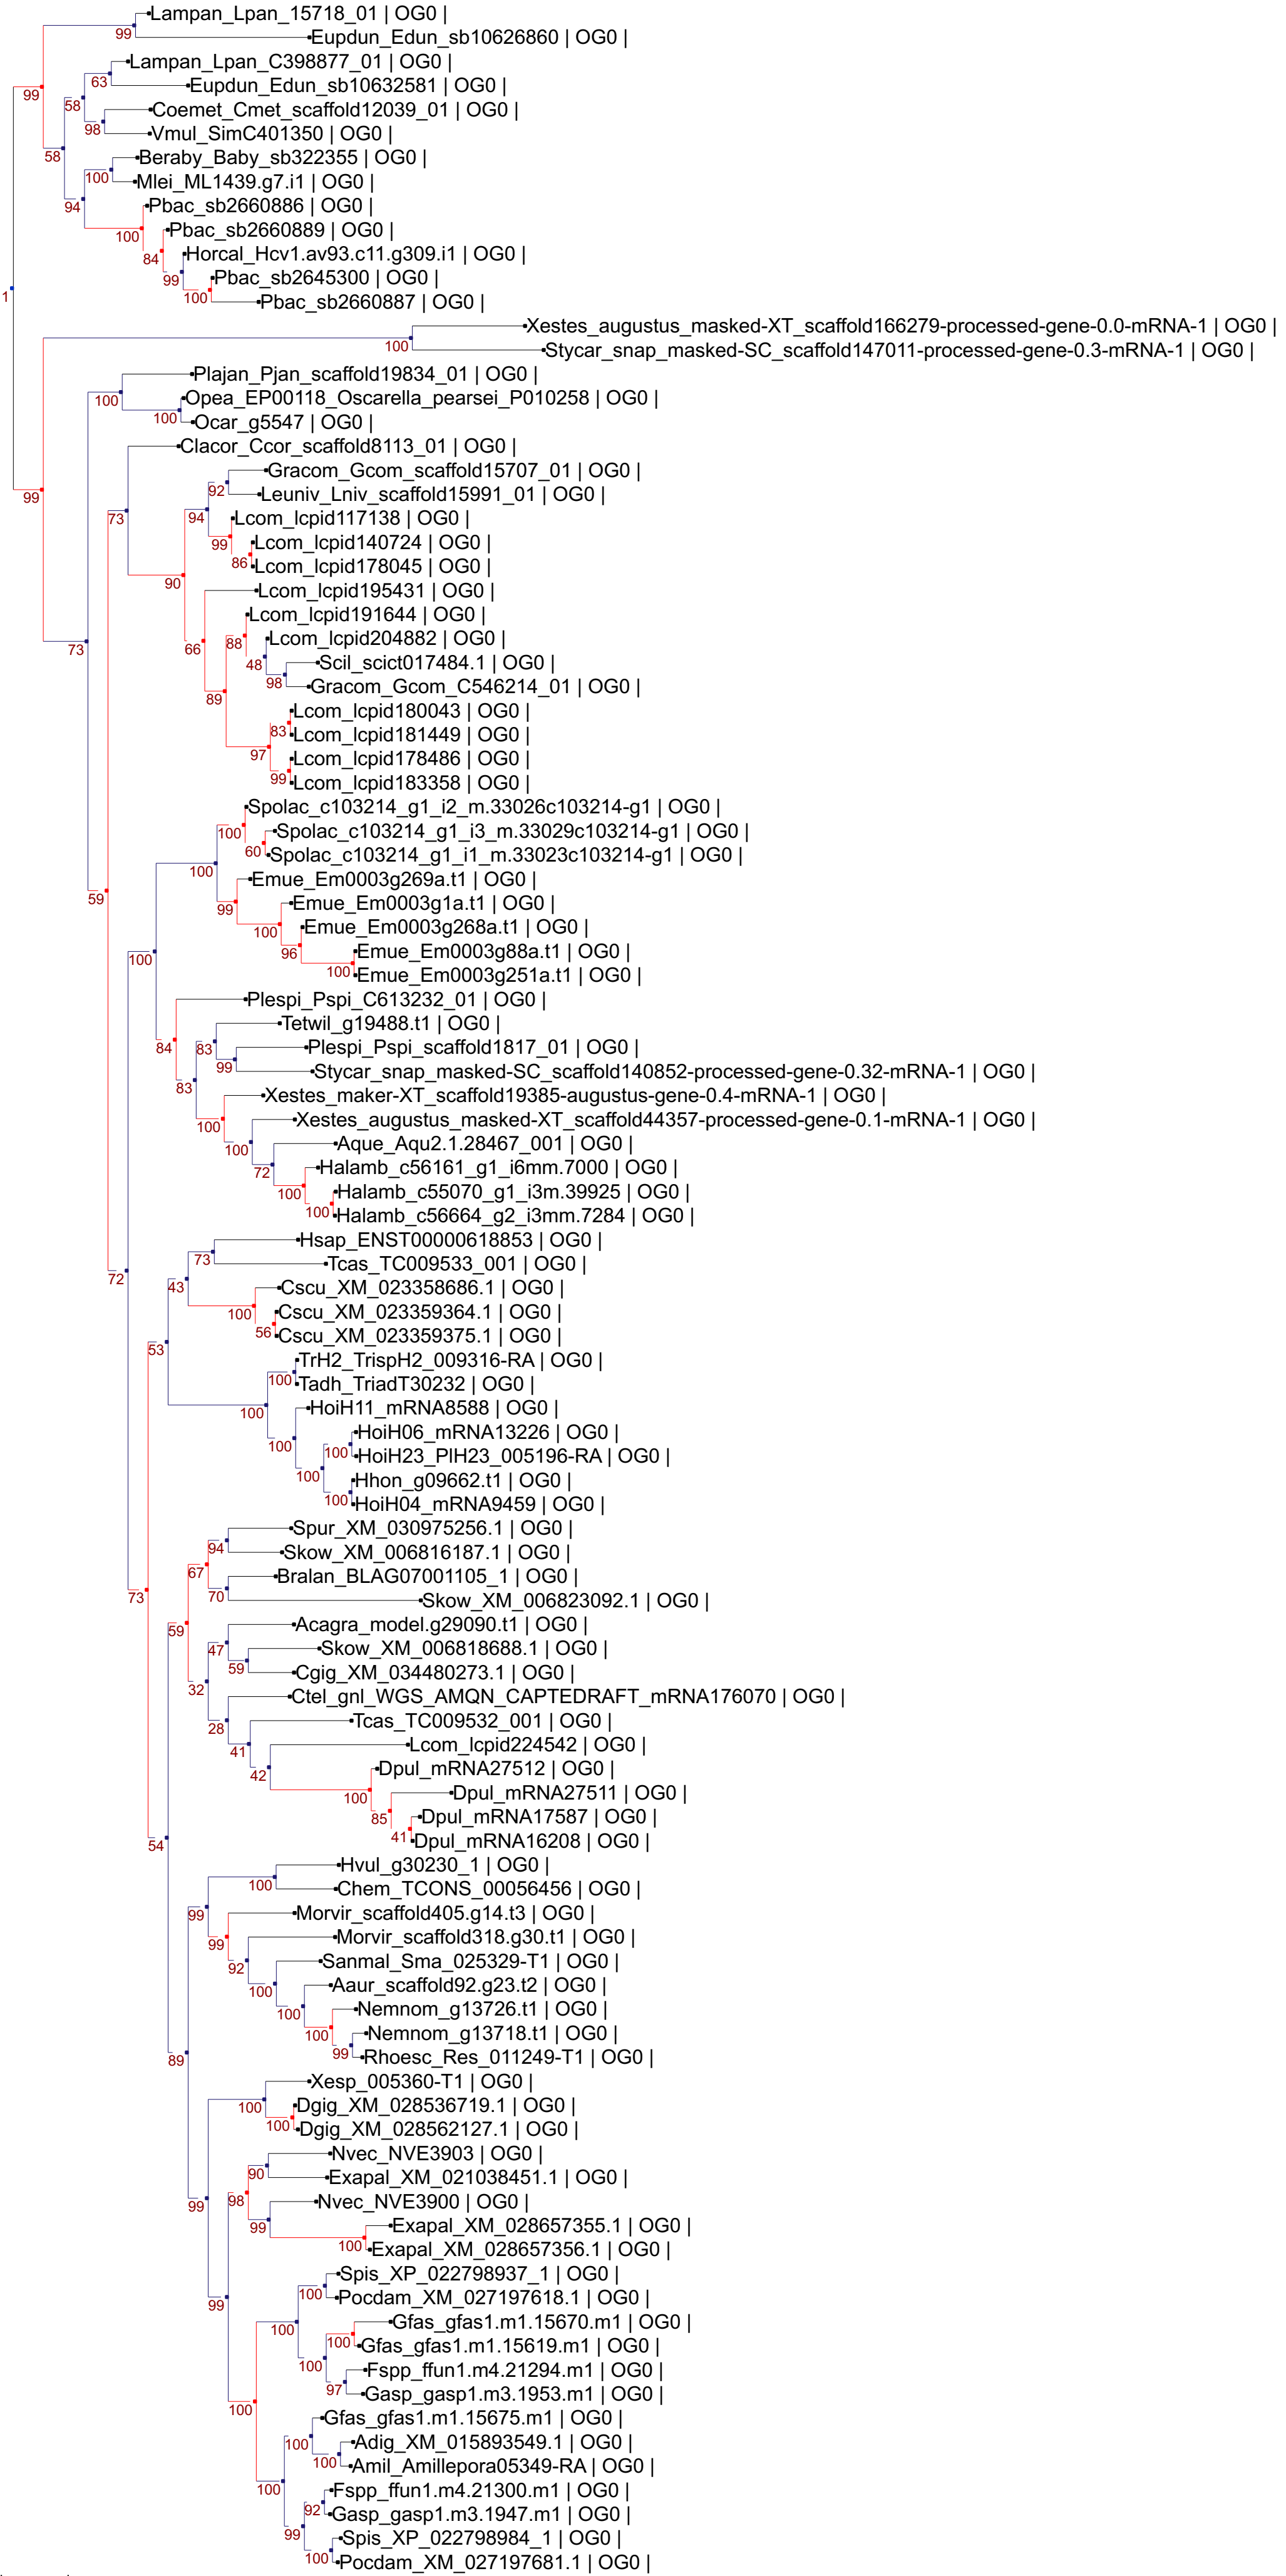 Lampan_Lpan_15718_01 | OG0 |
99
Eupdun_Edun_sb10626860 | OG0 |
Lampan_Lpan_C398877_01 | OG0 |
63
Eupdun_Edun_sb10632581 | OG0 |
99
58
Coemet_Cmet_scaffold12039_01 | OG0 |
98
Vmul_SimC401350 | OG0 |
58
Beraby_Baby_sb322355 | OG0 |
100
Mlei_ML1439.g7.i1 | OG0 |
94
Pbac_sb2660886 | OG0 |
100
Pbac_sb2660889 | OG0 |
84
Horcal_Hcv1.av93.c11.g309.i1 | OG0 |
99
Pbac_sb2645300 | OG0 |
100
Pbac_sb2660887 | OG0 |
1
Xestes_augustus_masked-XT_scaffold166279-processed-gene-0.0-mRNA-1 | OG0 |
100
Stycar_snap_masked-SC_scaffold147011-processed-gene-0.3-mRNA-1 | OG0 |
Plajan_Pjan_scaffold19834_01 | OG0 |
100
Opea_EP00118_Oscarella_pearsei_P010258 | OG0 |
100
Ocar_g5547 | OG0 |
Clacor_Ccor_scaffold8113_01 | OG0 |
Gracom_Gcom_scaffold15707_01 | OG0 |
92
99
Leuniv_Lniv_scaffold15991_01 | OG0 |
73
94
Lcom_lcpid117138 | OG0 |
99
Lcom_lcpid140724 | OG0 |
86
Lcom_lcpid178045 | OG0 |
90
Lcom_lcpid195431 | OG0 |
Lcom_lcpid191644 | OG0 |
88
Lcom_lcpid204882 | OG0 |
73
66
48
Scil_scict017484.1 | OG0 |
98
Gracom_Gcom_C546214_01 | OG0 |
89
Lcom_lcpid180043 | OG0 |
83
Lcom_lcpid181449 | OG0 |
97
Lcom_lcpid178486 | OG0 |
99
Lcom_lcpid183358 | OG0 |
Spolac_c103214_g1_i2_m.33026c103214-g1 | OG0 |
100
Spolac_c103214_g1_i3_m.33029c103214-g1 | OG0 |
60
Spolac_c103214_g1_i1_m.33023c103214-g1 | OG0 |
100
Emue_Em0003g269a.t1 | OG0 |
59
99
Emue_Em0003g1a.t1 | OG0 |
100
Emue_Em0003g268a.t1 | OG0 |
96
Emue_Em0003g88a.t1 | OG0 |
100
100
Emue_Em0003g251a.t1 | OG0 |
Plespi_Pspi_C613232_01 | OG0 |
Tetwil_g19488.t1 | OG0 |
84
83
Plespi_Pspi_scaffold1817_01 | OG0 |
99
Stycar_snap_masked-SC_scaffold140852-processed-gene-0.32-mRNA-1 | OG0 |
83
Xestes_maker-XT_scaffold19385-augustus-gene-0.4-mRNA-1 | OG0 |
100
Xestes_augustus_masked-XT_scaffold44357-processed-gene-0.1-mRNA-1 | OG0 |
100
Aque_Aqu2.1.28467_001 | OG0 |
72
Halamb_c56161_g1_i6mm.7000 | OG0 |
100
Halamb_c55070_g1_i3m.39925 | OG0 |
100
Halamb_c56664_g2_i3mm.7284 | OG0 |
Hsap_ENST00000618853 | OG0 |
73
Tcas_TC009533_001 | OG0 |
72
43
Cscu_XM_023358686.1 | OG0 |
100
Cscu_XM_023359364.1 | OG0 |
56
Cscu_XM_023359375.1 | OG0 |
53
TrH2_TrispH2_009316-RA | OG0 |
100
Tadh_TriadT30232 | OG0 |
100
HoiH11_mRNA8588 | OG0 |
100
HoiH06_mRNA13226 | OG0 |
100
HoiH23_PlH23_005196-RA | OG0 |
100
Hhon_g09662.t1 | OG0 |
100
HoiH04_mRNA9459 | OG0 |
Spur_XM_030975256.1 | OG0 |
94
Skow_XM_006816187.1 | OG0 |
67
Bralan_BLAG07001105_1 | OG0 |
73
70
Skow_XM_006823092.1 | OG0 |
59
Acagra_model.g29090.t1 | OG0 |
47
Skow_XM_006818688.1 | OG0 |
59
Cgig_XM_034480273.1 | OG0 |
32
Ctel_gnl_WGS_AMQN_CAPTEDRAFT_mRNA176070 | OG0 |
28
Tcas_TC009532_001 | OG0 |
41
Lcom_lcpid224542 | OG0 |
42
Dpul_mRNA27512 | OG0 |
100
Dpul_mRNA27511 | OG0 |
85
Dpul_mRNA17587 | OG0 |
41
Dpul_mRNA16208 | OG0 |
54
Hvul_g30230_1 | OG0 |
100
Chem_TCONS_00056456 | OG0 |
99
Morvir_scaffold405.g14.t3 | OG0 |
99
Morvir_scaffold318.g30.t1 | OG0 |
92
Sanmal_Sma_025329-T1 | OG0 |
100
Aaur_scaffold92.g23.t2 | OG0 |
100
Nemnom_g13726.t1 | OG0 |
100
Nemnom_g13718.t1 | OG0 |
99
Rhoesc_Res_011249-T1 | OG0 |
89
Xesp_005360-T1 | OG0 |
100
Dgig_XM_028536719.1 | OG0 |
100
Dgig_XM_028562127.1 | OG0 |
Nvec_NVE3903 | OG0 |
90
Exapal_XM_021038451.1 | OG0 |
99
98
Nvec_NVE3900 | OG0 |
99
Exapal_XM_028657355.1 | OG0 |
100
Exapal_XM_028657356.1 | OG0 |
Spis_XP_022798937_1 | OG0 |
99
100
Pocdam_XM_027197618.1 | OG0 |
100
Gfas_gfas1.m1.15670.m1 | OG0 |
100
Gfas_gfas1.m1.15619.m1 | OG0 |
100
Fspp_ffun1.m4.21294.m1 | OG0 |
97
Gasp_gasp1.m3.1953.m1 | OG0 |
100
Gfas_gfas1.m1.15675.m1 | OG0 |
100
Adig_XM_015893549.1 | OG0 |
100
Amil_Amillepora05349-RA | OG0 |
100
Fspp_ffun1.m4.21300.m1 | OG0 |
92
Gasp_gasp1.m3.1947.m1 | OG0 |
99
Spis_XP_022798984_1 | OG0 |
100
Pocdam_XM_027197681.1 | OG0 |